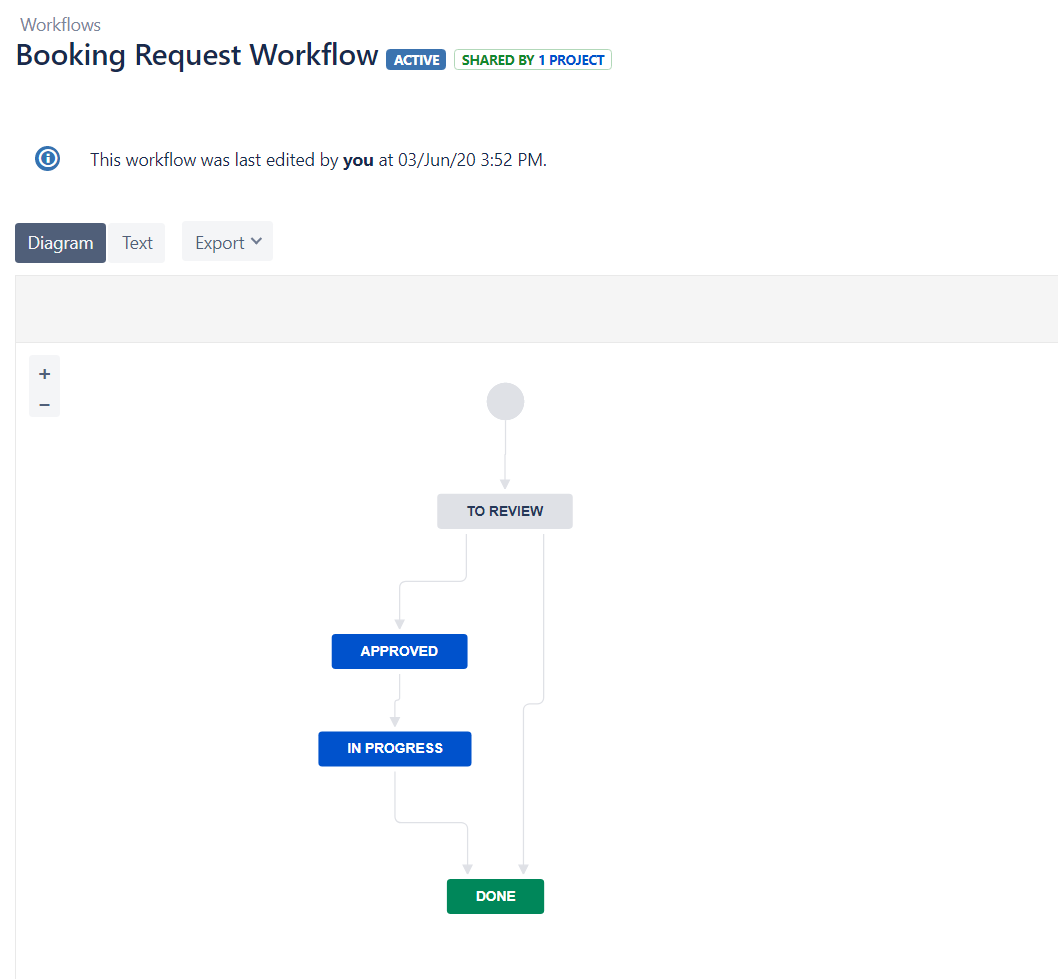 Workflows
Booking Request Workflow ACTIVE SHARED BY 1 PROJECT
This workflow was last edited by you at 03/Jun/20 3:52 PM.
Diagram Text Export
+
−
TO REVIEW
APPROVED
IN PROGRESS
DONE